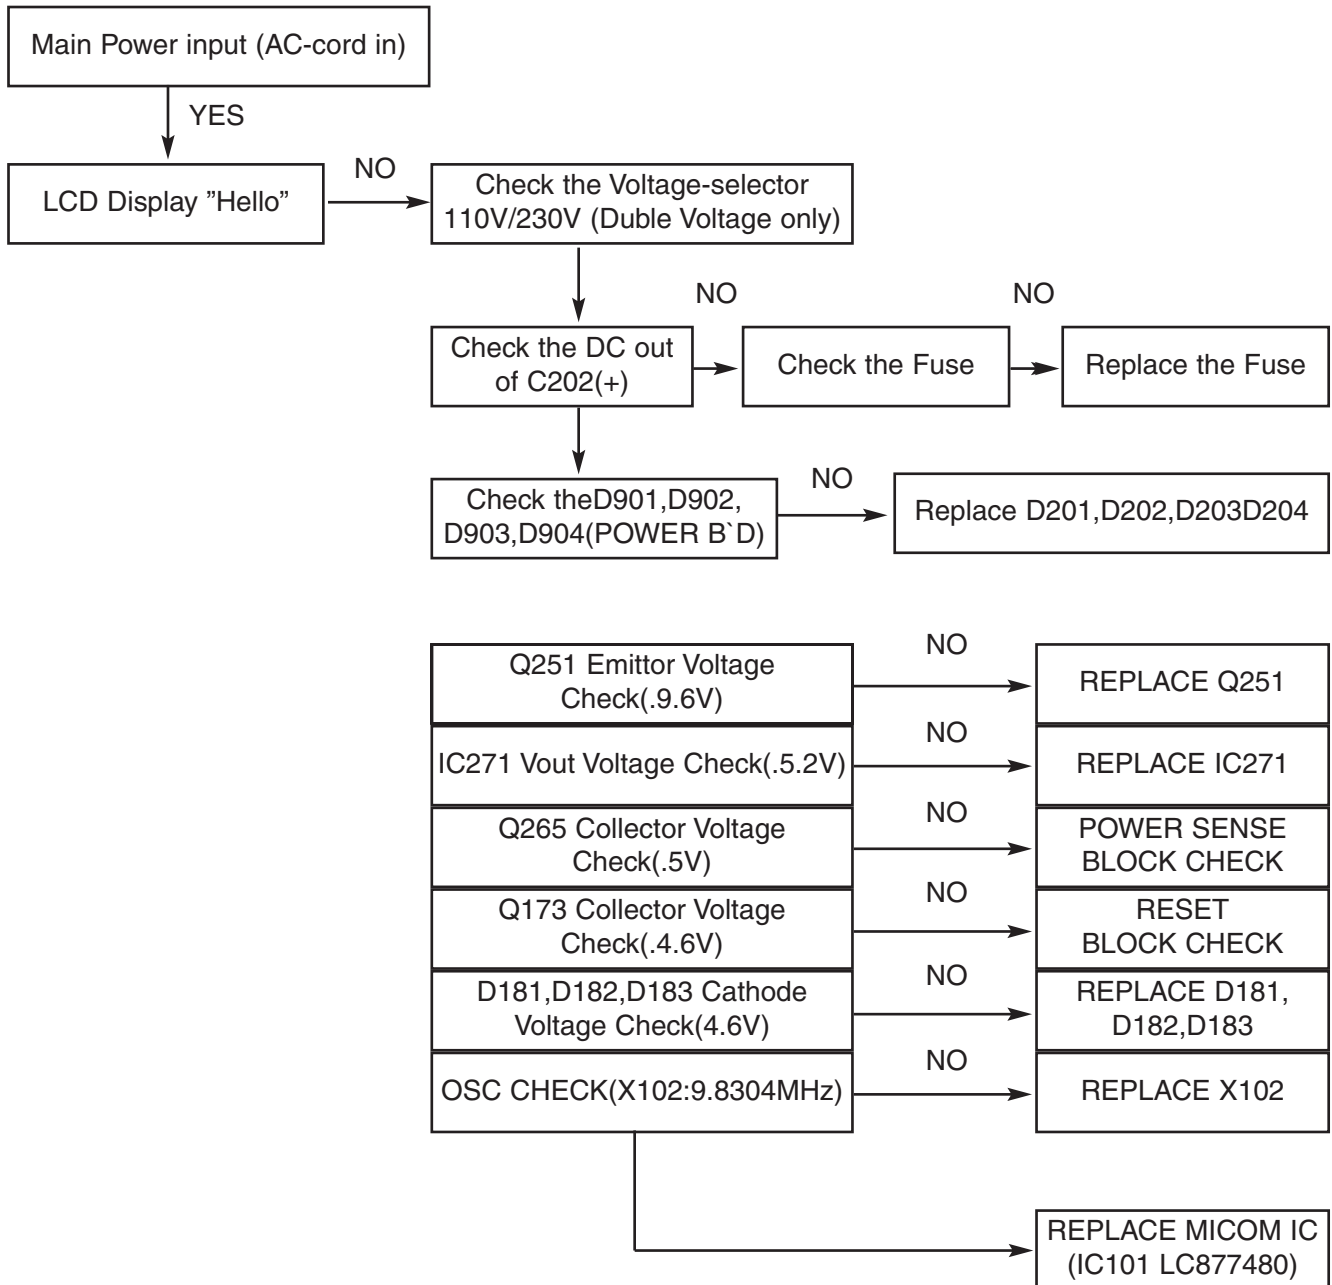 Main Power input (AC-cord in)
YES
LCD Display ”Hello”
NO
Check the Voltage-selector
110V/230V (Duble Voltage only)
Check the DC out
of C202(+)
NO
Check the Fuse
NO
Replace the Fuse
Check theD901,D902,
D903,D904(POWER B`D)
NO
Replace D201,D202,D203D204
Q251 Emittor Voltage
Check(.9.6V)
NO
REPLACE Q251
IC271 Vout Voltage Check(.5.2V)
NO
REPLACE IC271
Q265 Collector Voltage
Check(.5V)
NO
POWER SENSE
BLOCK CHECK
Q173 Collector Voltage
Check(.4.6V)
NO
RESET
BLOCK CHECK
D181,D182,D183 Cathode
Voltage Check(4.6V)
NO
REPLACE D181,
D182,D183
OSC CHECK(X102:9.8304MHz)
NO
REPLACE X102
REPLACE MICOM IC
(IC101 LC877480)